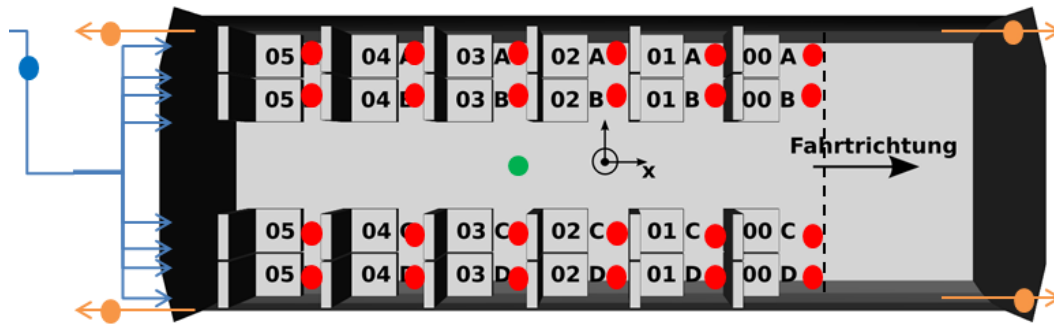 05 04 A 03 A 02 A 01 A 00 A
05 04 B 03 B 02 B 01 B 00 B
Fahrtrichtung
x
05 04 C 03 C 02 C 01 C 00 C
05 04 D 03 D 02 D 01 D 00 D